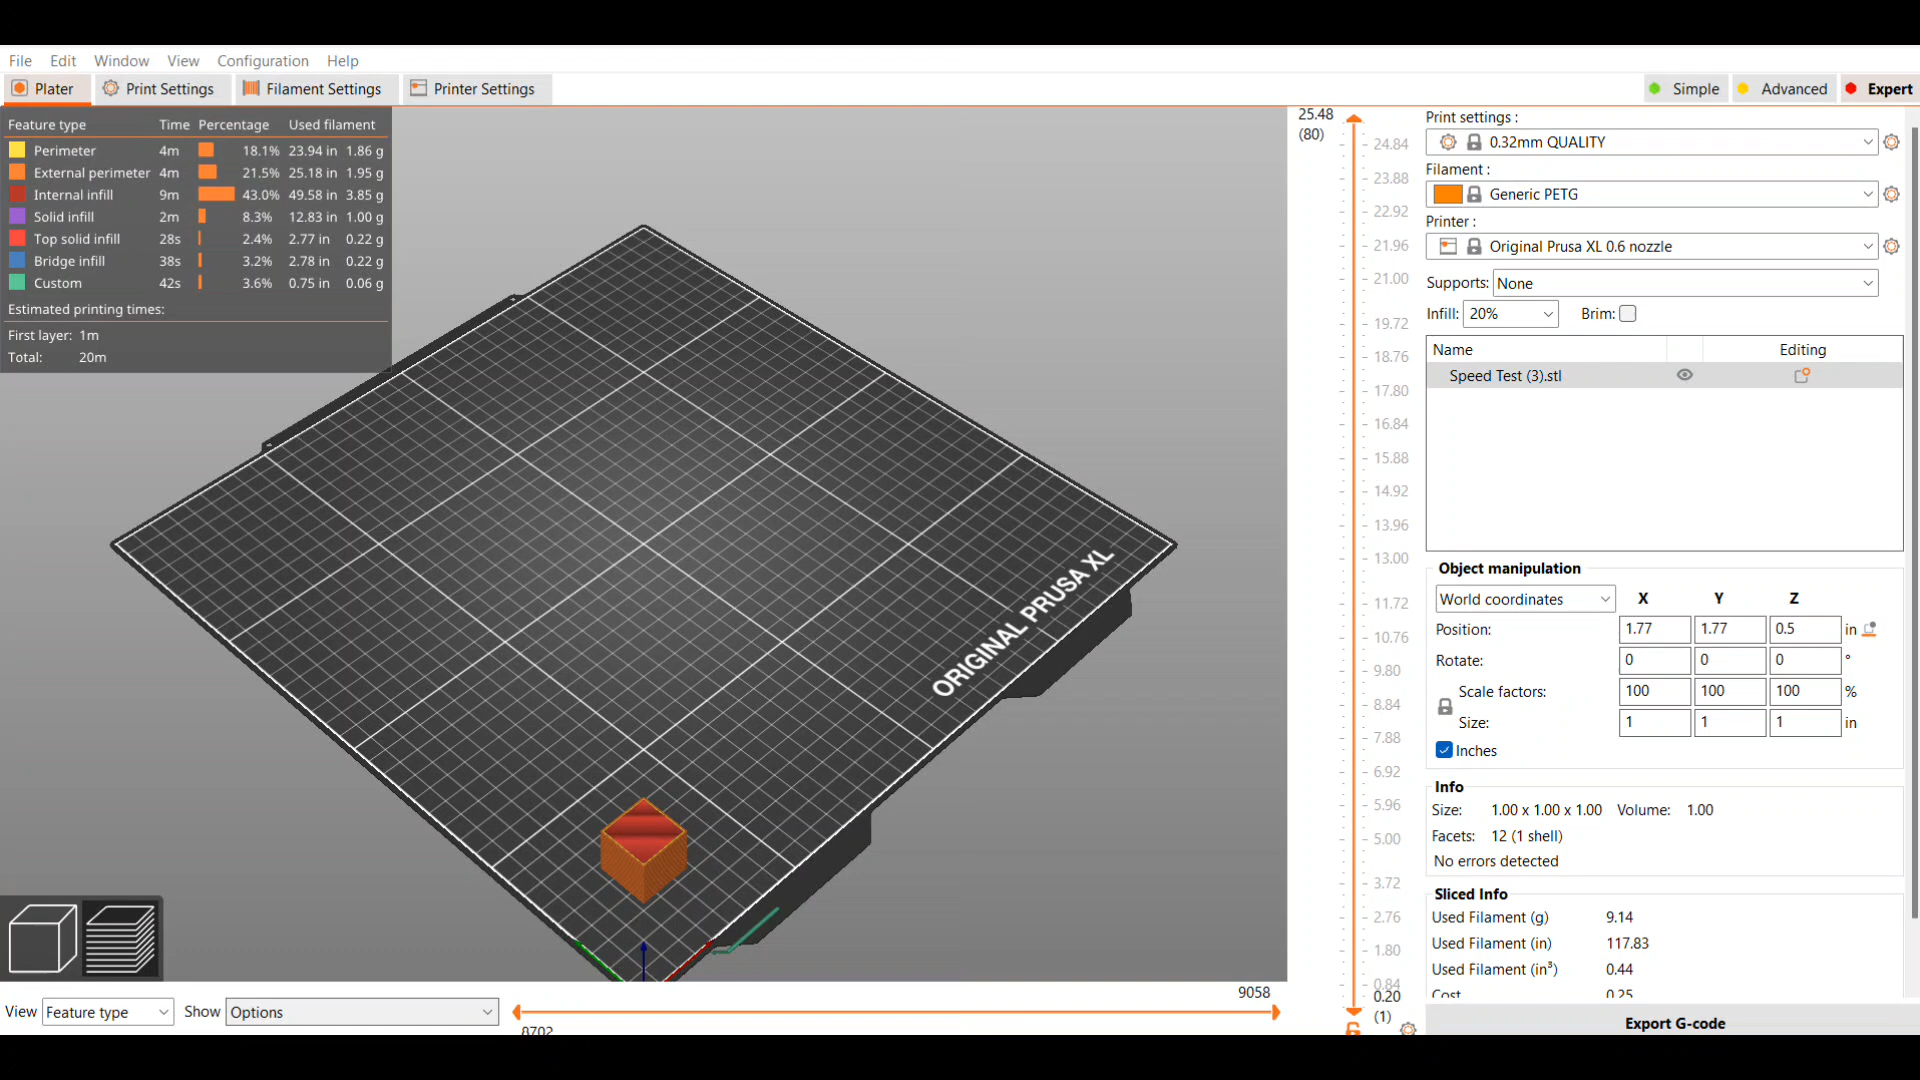 File Edit Window View Configuration Help
Plater Print Settings Filament Settings Printer Settings Simple Advanced Expert
Feature type Time Percentage Used filament
Perimeter 4m 18.1% 23.94 in 1.86 g
External perimeter 4m 21.5% 25.18 in 1.95 g
Internal infill 9m 43.0% 49.58 in 3.85 g
Solid infill 2m 8.3% 12.83 in 1.00 g
Top solid infill 28s 2.4% 2.77 in 0.22 g
Bridge infill 38s 3.2% 2.78 in 0.22 g
Custom 42s 3.6% 0.75 in 0.06 g
Estimated printing times:
First layer: 1m
Total: 20m
ORIGINAL PRUSA XL
25.48
(80)
24.84
23.88
22.92
21.96
21.00
19.72
18.76
17.80
16.84
15.88
14.92
13.96
13.00
11.72
10.76
9.80
8.84
7.88
6.92
5.96
5.00
3.72
2.76
1.80
0.84
0.20
(1)
Print settings :
0.32mm QUALITY
Filament :
Generic PETG
Printer :
Original Prusa XL 0.6 nozzle
Supports: None
Infill: 20% Brim:
Name Editing
Speed Test (3).stl
Object manipulation
World coordinates X Y Z
Position: 1.77 1.77 0.5 in
Rotate: 0 0 0 °
Scale factors: 100 100 100 %
Size: 1 1 1 in
Inches
Info
Size: 1.00 x 1.00 x 1.00 Volume: 1.00
Facets: 12 (1 shell)
No errors detected
Sliced Info
Used Filament (g) 9.14
Used Filament (in) 117.83
Used Filament (in³) 0.44
Cost 0.25
Export G-code
View Feature type Show Options
9058
8702